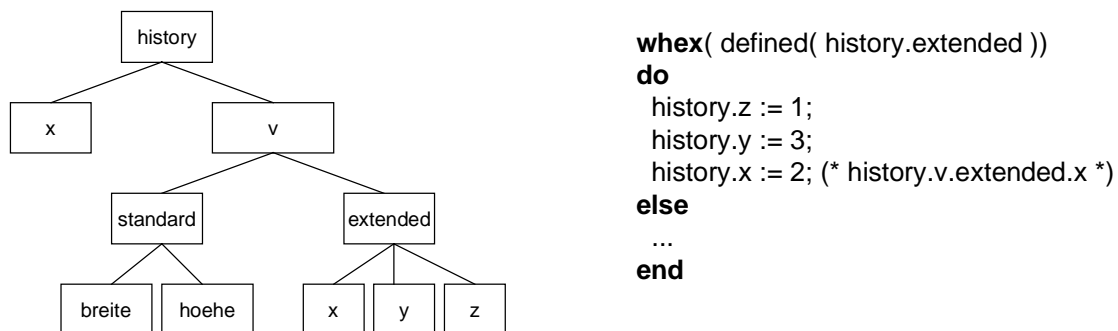 history
x
v
standard
extended
breite
hoehe
x
y
z
whex( defined( history.extended ))
do
history.z := 1;
history.y := 3;
history.x := 2; (* history.v.extended.x *)
else
...
end